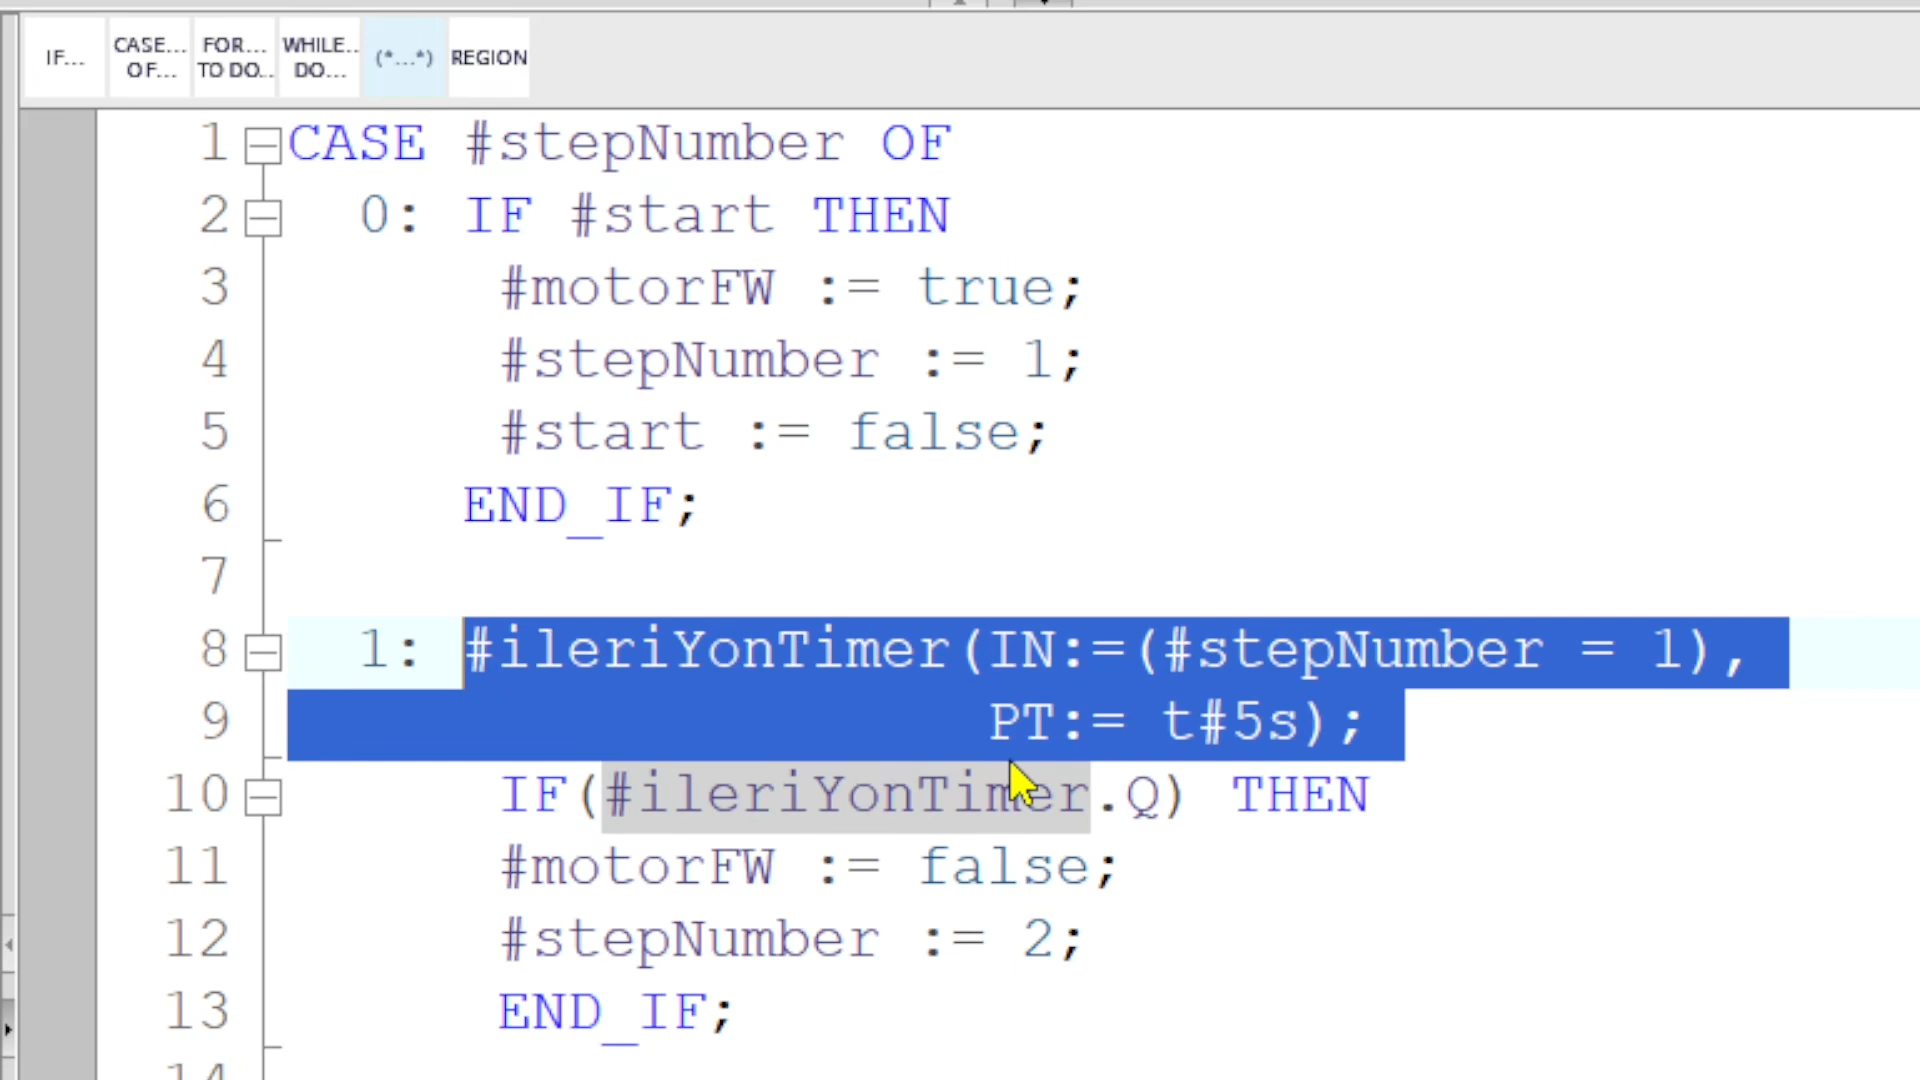 IF... CASE... FOR... WHILE.. (*...*) REGION
OF... TO DO... DO...
1 CASE #stepNumber OF
2 0: IF #start THEN
3 #motorFW := true;
4 #stepNumber := 1;
5 #start := false;
6 END_IF;
7
8 1: #ileriYonTimer(IN:=(#stepNumber = 1),
9 PT:= t#5s);
10 IF(#ileriYonTimer.Q) THEN
11 #motorFW := false;
12 #stepNumber := 2;
13 END_IF;
14